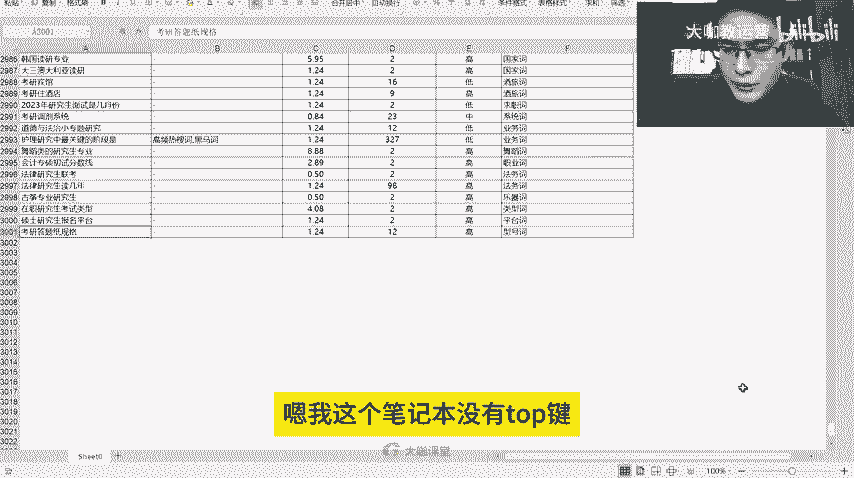 复制 格式刷 合并居中 自动换行 条件格式 表格样式 求和 筛选
A3001 考研答题纸规格
A B C D E F
2986 韩国读研专业 - 5.95 2 高 国家词
2987 大三澳大利亚读研 - 1.24 2 高 国家词
2988 考研宾馆 - 1.24 16 低 酒旅词
2989 考研住酒店 - 1.24 9 高 酒旅词
2990 2023年研究生面试是几月份 - 1.24 2 低 求职词
2991 考研调剂系统 - 0.84 23 中 系统词
2992 道德与法治小专题研究 - 1.24 12 低 业务词
2993 护理研究中最关键的阶段是 高频热搜词,黑马词 1.24 327 低 业务词
2994 舞蹈类的研究生专业 - 8.88 2 高 舞蹈词
2995 会计专硕初试分数线 - 2.89 2 高 职业词
2996 法律研究生联考 - 0.50 2 高 法务词
2997 法律研究生读几年 - 1.24 98 高 法务词
2998 古筝专业研究生 - 0.50 2 高 乐器词
2999 在职研究生考试类型 - 4.08 2 高 类型词
3000 硕士研究生报名平台 - 1.24 2 高 平台词
3001 考研答题纸规格 - 1.24 12 高 型号词
3002
3003
3004
3005
3006
3007
3008
3009
3010
3011
3012
3013
3014
3015
3016
3017
3018
3019
3020
3021
3022
大咖教运营 bilibili
嗯我这个笔记本没有top键
大咖课堂
Sheet0 +
100% - +